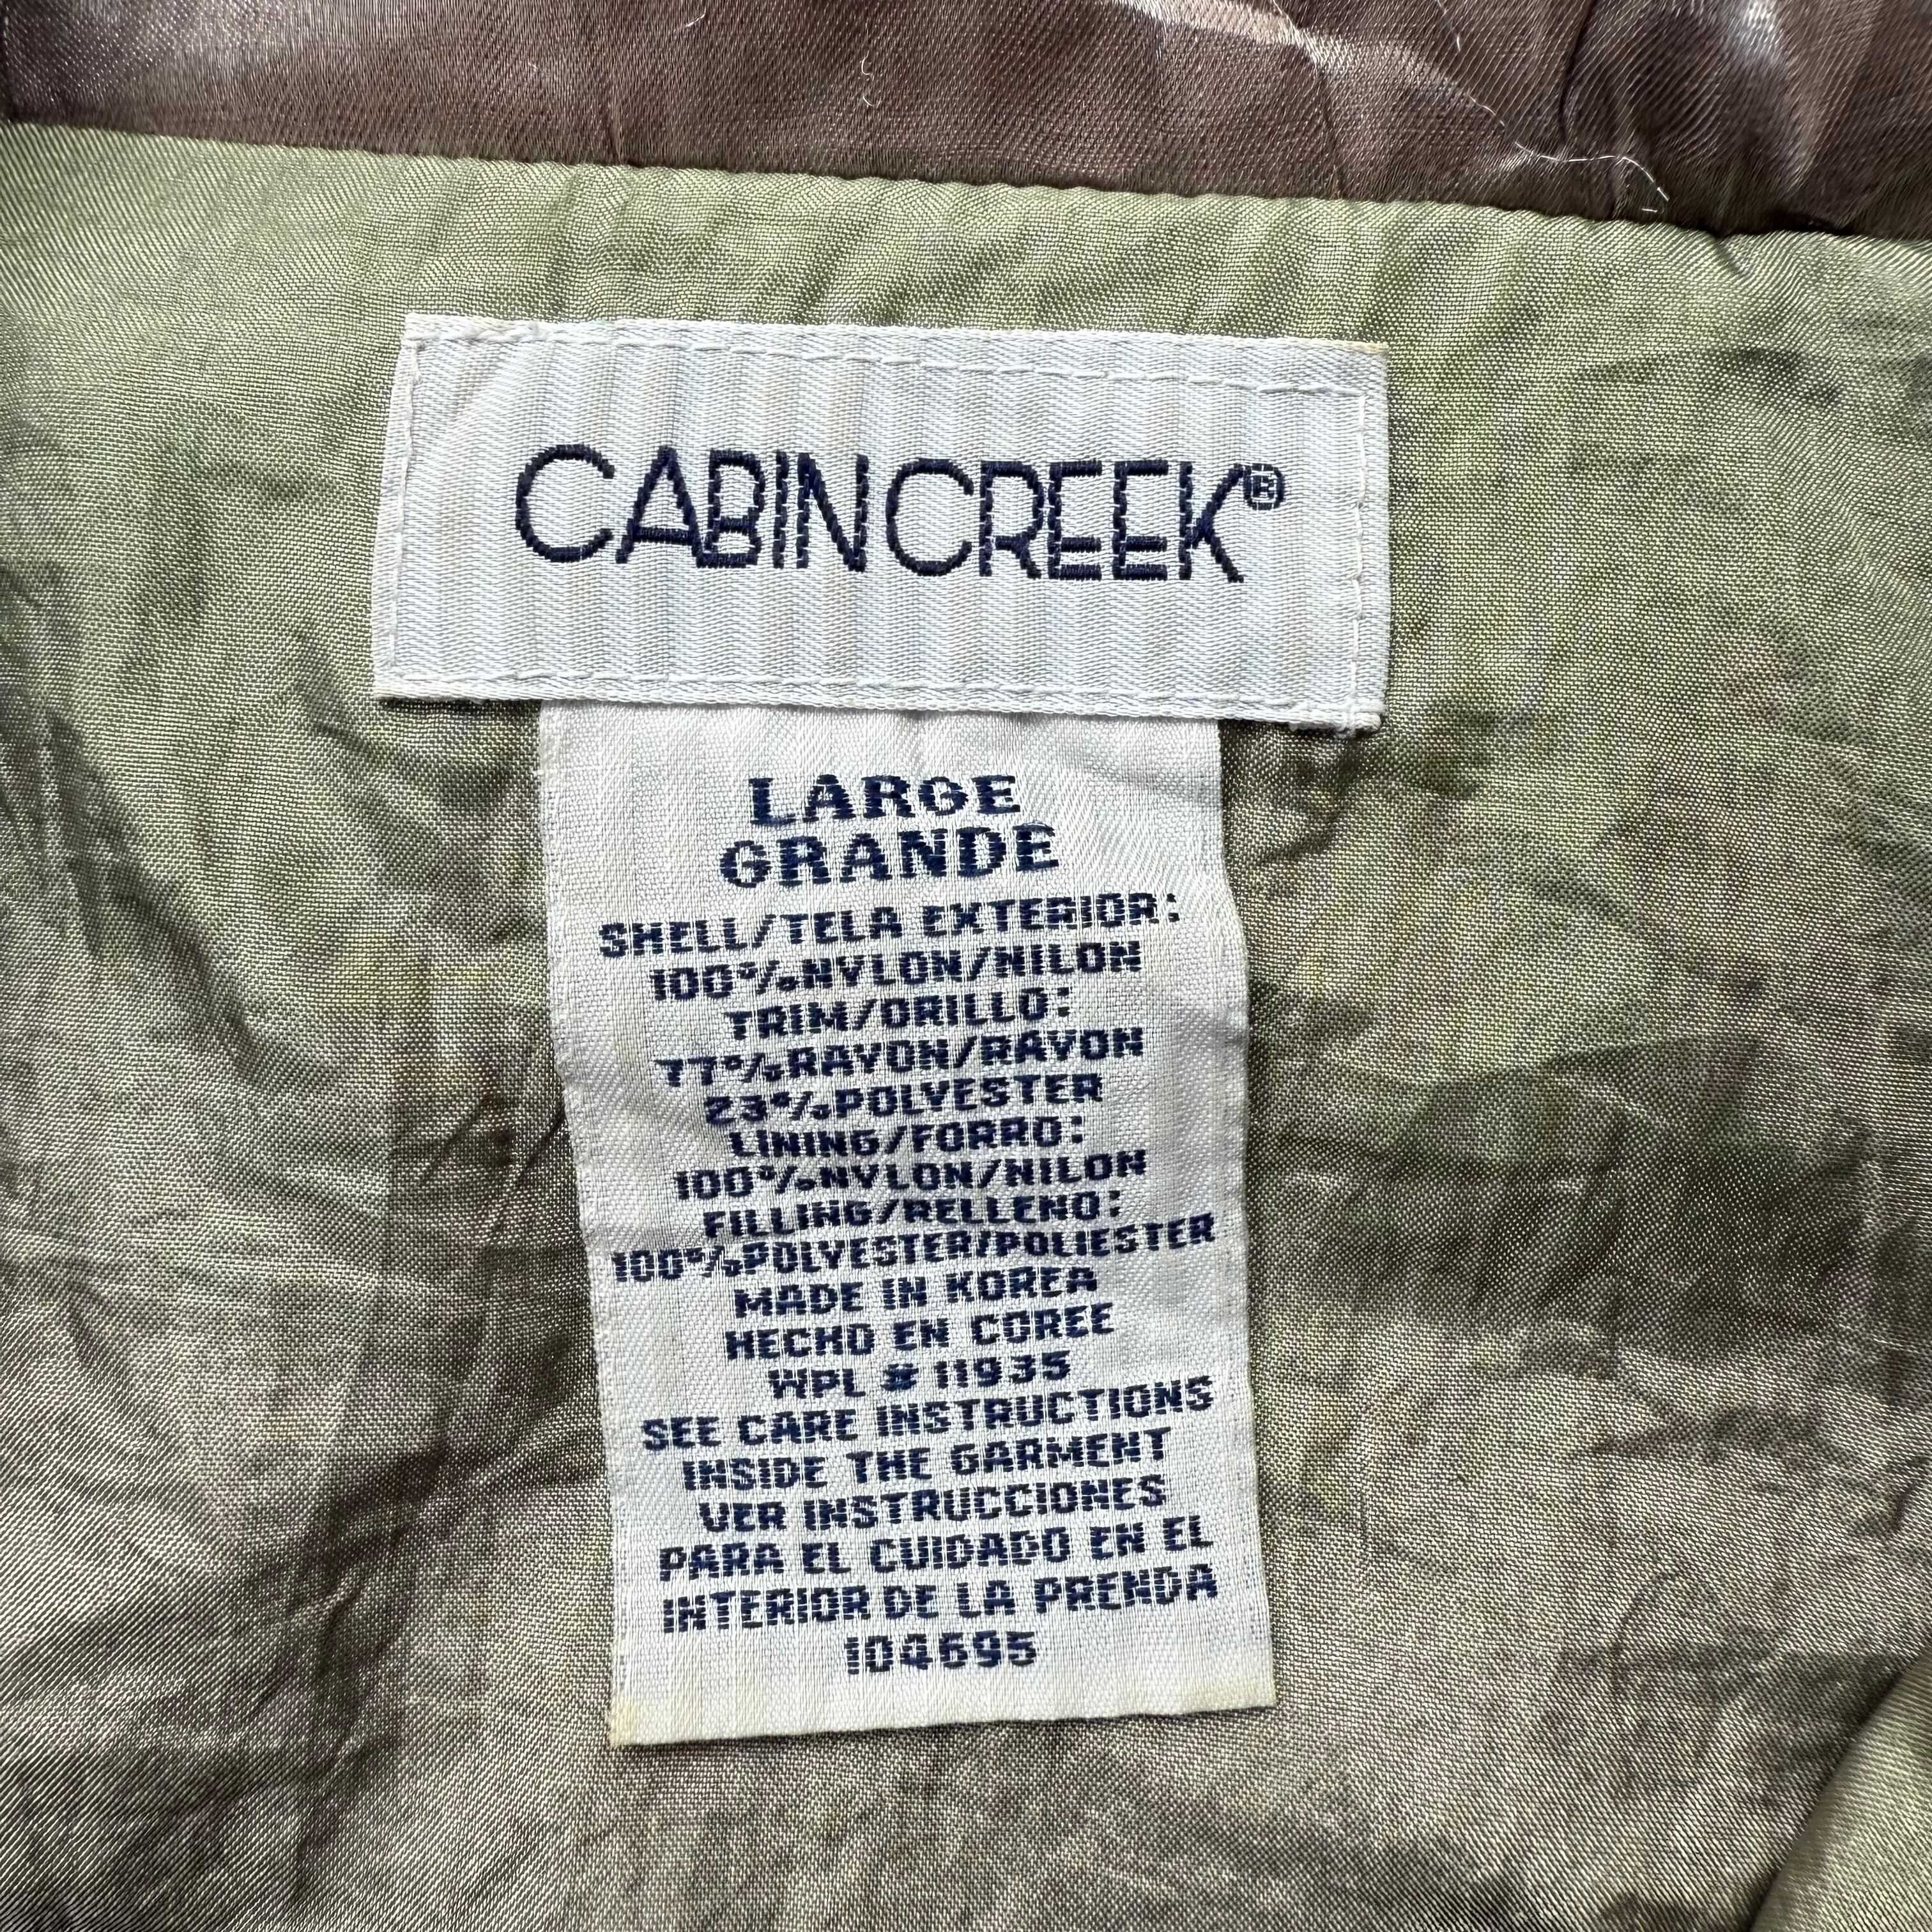 CABIN CREEK®
LARGE
GRANDE
SHELL/TELA EXTERIOR:
100%NYLON/NILON
TRIM/ORILLO:
77%RAYON/RAYON
23%POLYESTER
LINING/FORRO:
100%NYLON/NILON
FILLING/RELLENO:
100%POLYESTER/POLIESTER
MADE IN KOREA
HECHO EN COREE
WPL # 11935
SEE CARE INSTRUCTIONS
INSIDE THE GARMENT
VER INSTRUCCIONES
PARA EL CUIDADO EN EL
INTERIOR DE LA PRENDA
104695